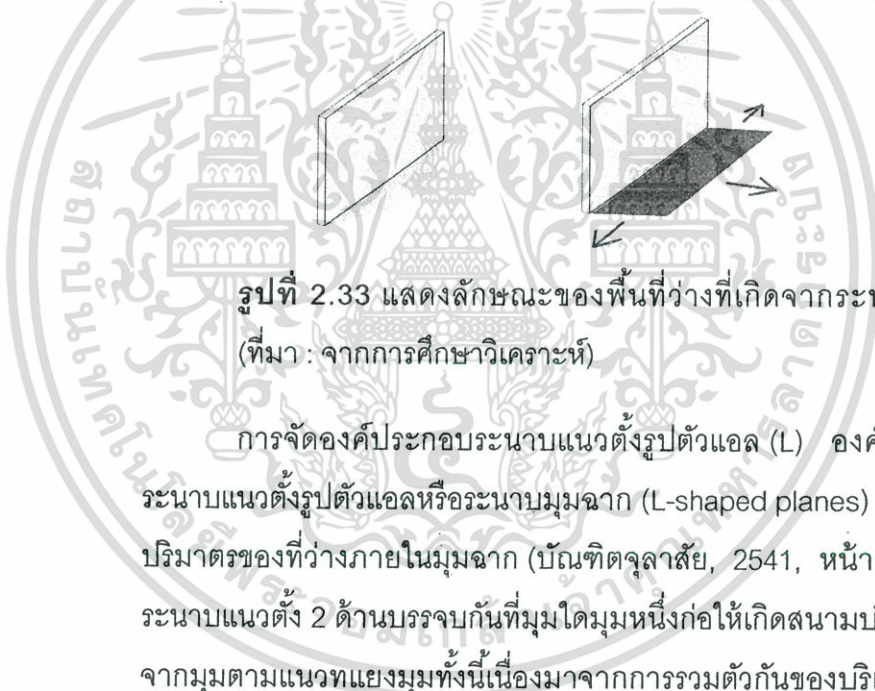 รูปที่ 2.33 แสดงลักษณะของพื้นที่ว่างที่เกิดจากระน
(ที่มา : จากการศึกษาวิเคราะห์)
การจัดองค์ประกอบระนาบแนวตั้งรูปตัวแอล (L) องค์
ระนาบแนวตั้งรูปตัวแอลหรือระนาบมุมฉาก (L-shaped planes)
ปริมาตรของที่ว่างภายในมุมฉาก (บัณฑิตจุลาสัย, 2541, หน้า
ระนาบแนวตั้ง 2 ด้านบรรจบกันที่มุมใดมุมหนึ่งก่อให้เกิดสนามบ
จากมุมตามแนวทแยงมุมทั้งนี้เนื่องมาจากการรวมตัวกันของบริเ